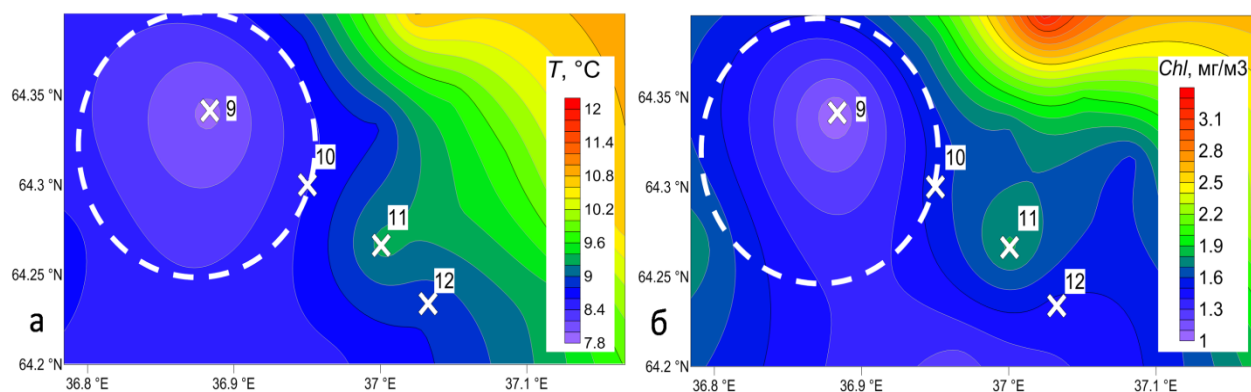 T, °C
12
11.4
10.8
10.2
9.6
9
8.4
7.8
64.35 °N
64.3 °N
64.25 °N
64.2 °N
36.8 °E
36.9 °E
37 °E
37.1 °E
9
10
11
12
а
Chl, мг/м3
3.1
2.8
2.5
2.2
1.9
1.6
1.3
1
64.35 °N
64.3 °N
64.25 °N
64.2 °N
36.8 °E
36.9 °E
37 °E
37.1 °E
9
10
11
12
б